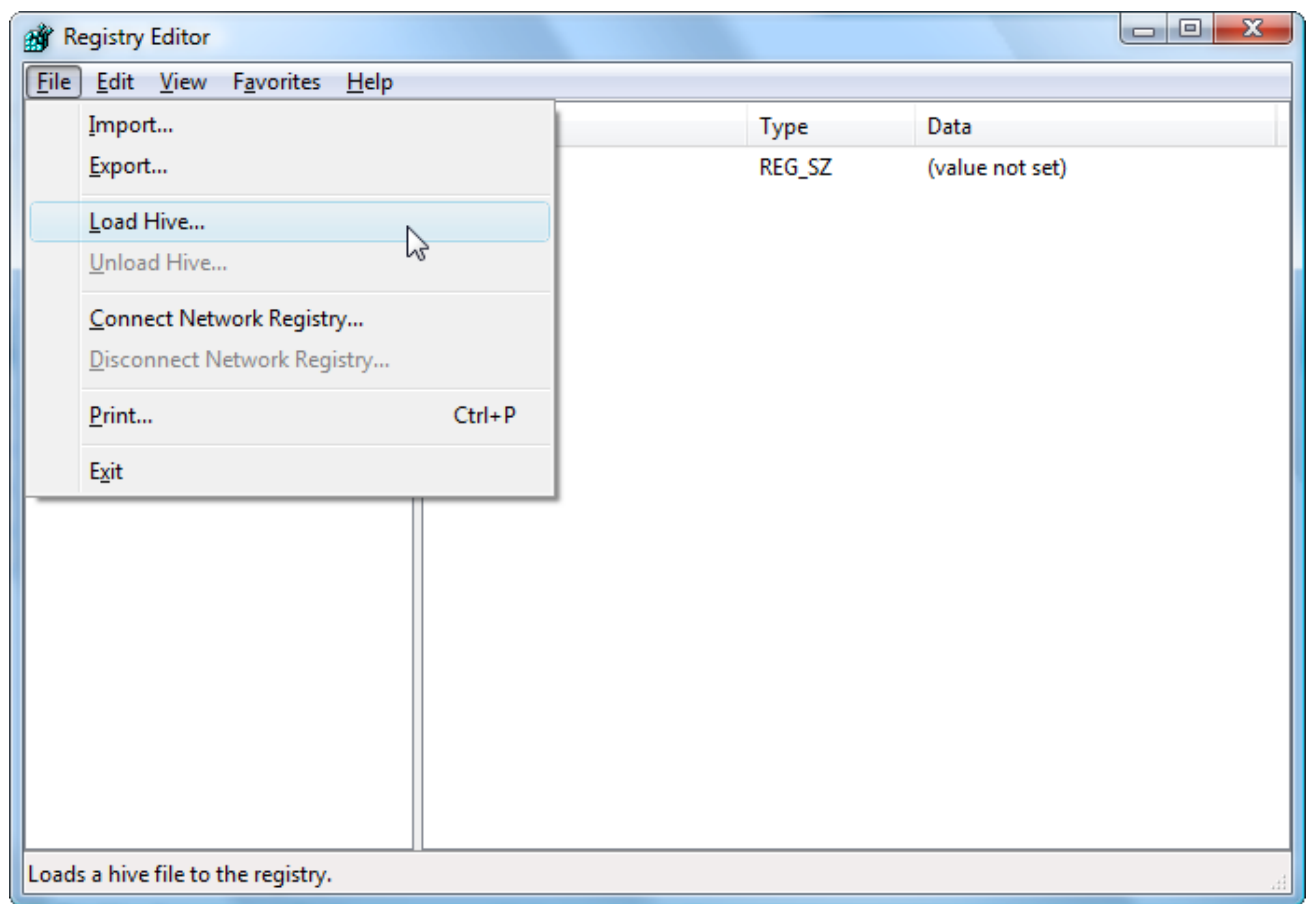 Registry Editor
File Edit View Favorites Help
Import...
Export...
Load Hive...
Unload Hive...
Connect Network Registry...
Disconnect Network Registry...
Print... Ctrl+P
Exit
Type Data
REG_SZ (value not set)
Loads a hive file to the registry.